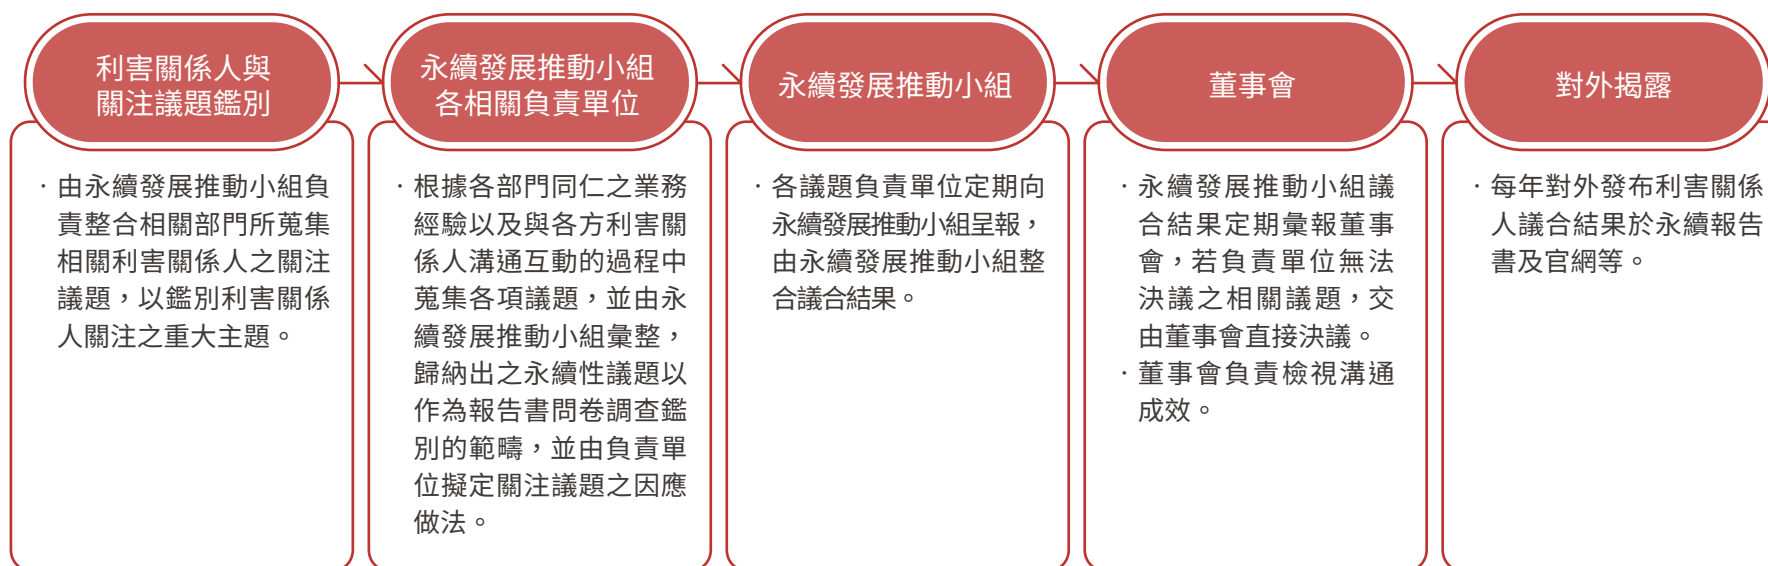 利害關係人與
關注議題鑑別
· 由永續發展推動小組負
責整合相關部門所蒐集
相關利害關係人之關注
議題，以鑑別利害關係
人關注之重大主題。
永續發展推動小組
各相關負責單位
· 根據各部門同仁之業務
經驗以及與各方利害關
係人溝通互動的過程中
蒐集各項議題，並由永
續發展推動小組彙整，
歸納出之永續性議題以
作為報告書問卷調查鑑
別的範疇，並由負責單
位擬定關注議題之因應
做法。
永續發展推動小組
· 各議題負責單位定期向
永續發展推動小組呈報，
由永續發展推動小組整
合議合結果。
董事會
· 永續發展推動小組議
合結果定期彙報董事
會，若負責單位無法
決議之相關議題，交
由董事會直接決議。
· 董事會負責檢視溝通
成效。
對外揭露
· 每年對外發布利害關係
人議合結果於永續報告
書及官網等。